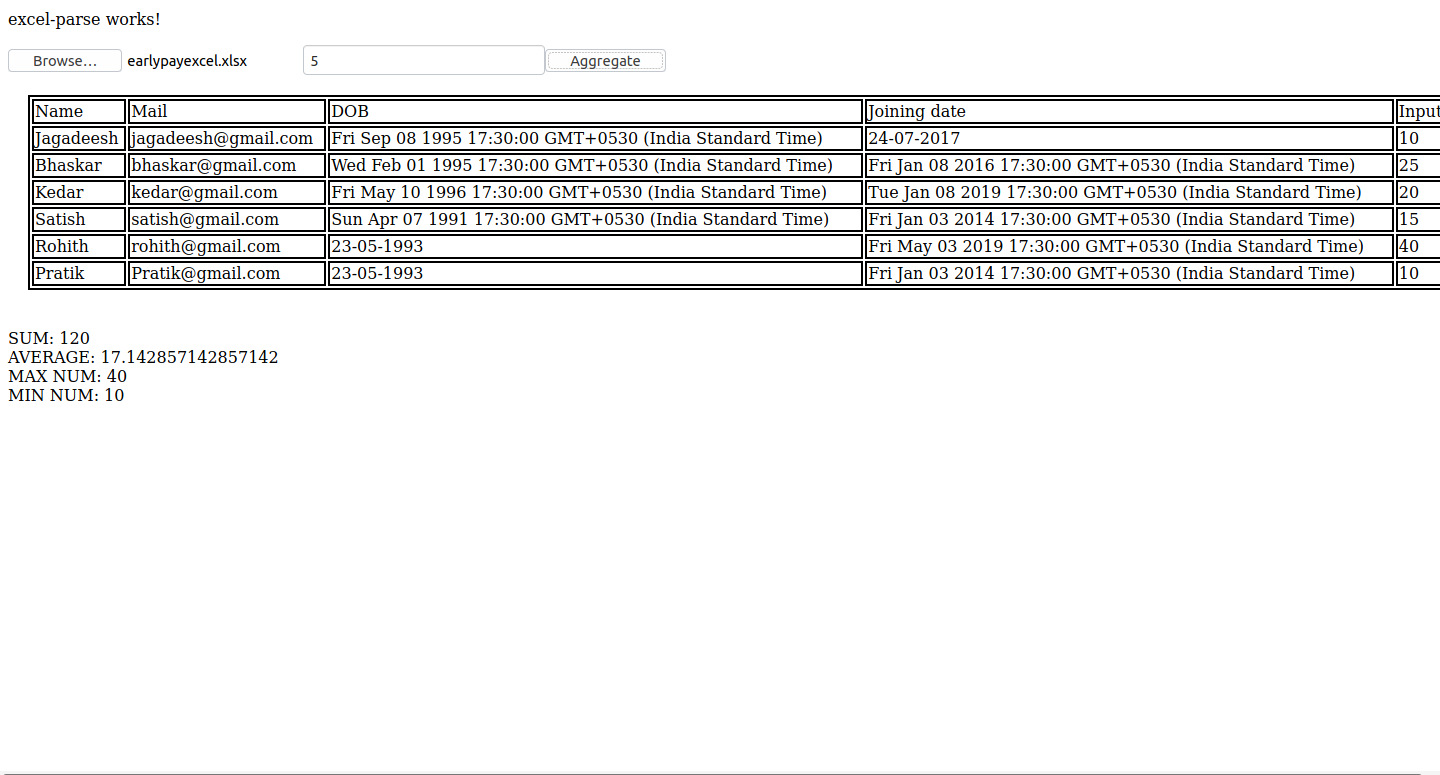 excel-parse works!
Browse... earlypayexcel.xlsx 5 Aggregate
Name Mail DOB Joining date Input
Jagadeesh jagadeesh@gmail.com Fri Sep 08 1995 17:30:00 GMT+0530 (India Standard Time) 24-07-2017 10
Bhaskar bhaskar@gmail.com Wed Feb 01 1995 17:30:00 GMT+0530 (India Standard Time) Fri Jan 08 2016 17:30:00 GMT+0530 (India Standard Time) 25
Kedar kedar@gmail.com Fri May 10 1996 17:30:00 GMT+0530 (India Standard Time) Tue Jan 08 2019 17:30:00 GMT+0530 (India Standard Time) 20
Satish satish@gmail.com Sun Apr 07 1991 17:30:00 GMT+0530 (India Standard Time) Fri Jan 03 2014 17:30:00 GMT+0530 (India Standard Time) 15
Rohith rohith@gmail.com 23-05-1993 Fri May 03 2019 17:30:00 GMT+0530 (India Standard Time) 40
Pratik Pratik@gmail.com 23-05-1993 Fri Jan 03 2014 17:30:00 GMT+0530 (India Standard Time) 10
SUM: 120
AVERAGE: 17.142857142857142
MAX NUM: 40
MIN NUM: 10